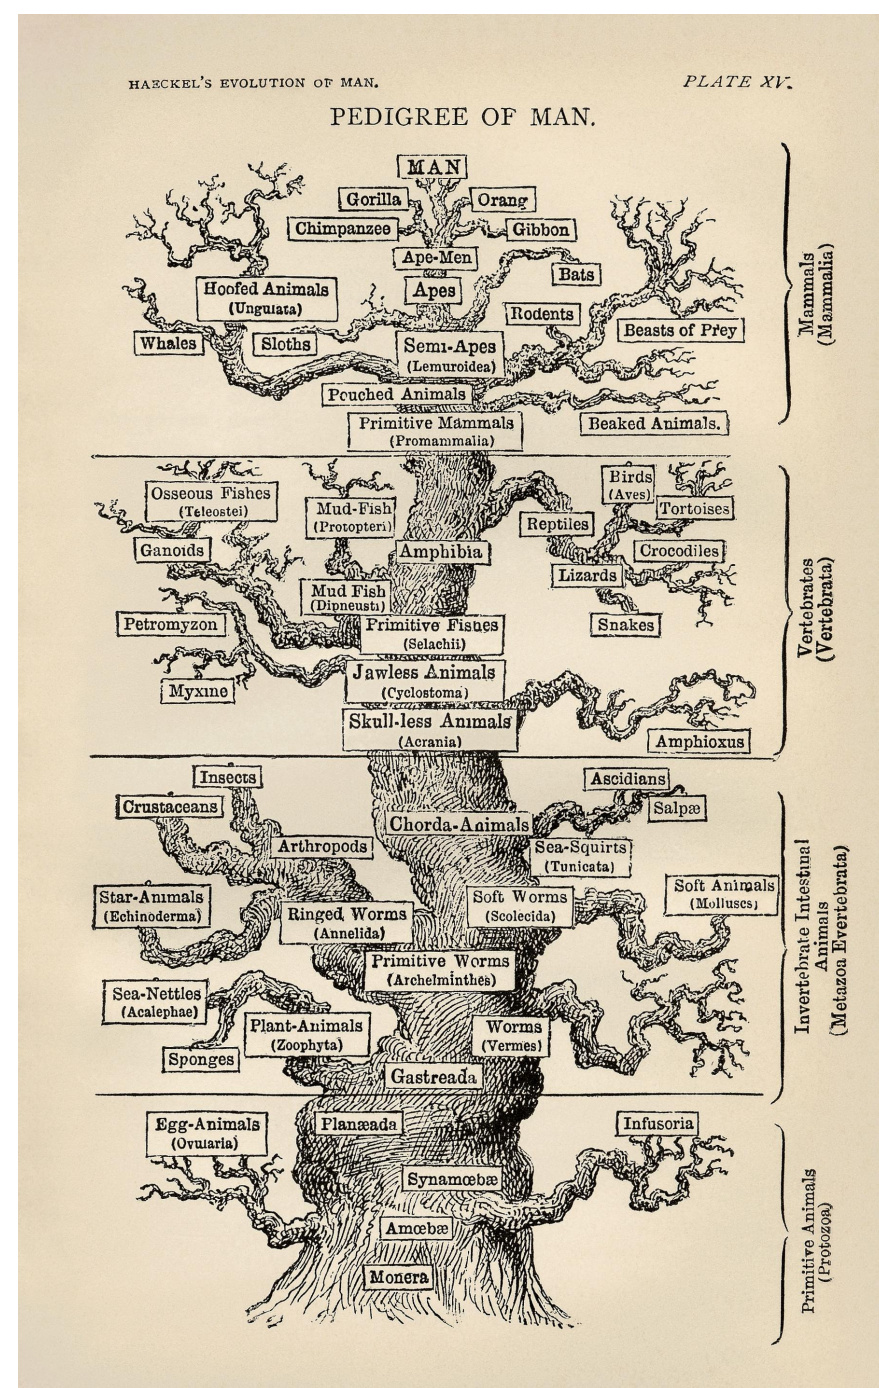 HAECKEL'S EVOLUTION OF MAN.
PLATE XV.
PEDIGREE OF MAN.
MAN
Gorilla
Orang
Chimpanzee
Gibbon
Ape-Men
Bats
Apes
Hoofed Animals
(Ungulata)
Rodents
Beasts of Prey
Whales
Sloths
Semi-Apes
(Lemuroidea)
Pouched Animals
Beaked Animals.
Primitive Mammals
(Promammalia)
Mammals
(Mammalia)
Osseous Fishes
(Teleostei)
Mud-Fish
(Protopteri)
Birds
(Aves)
Tortoises
Reptiles
Ganoids
Amphibia
Crocodiles
Lizards
Mud Fish
(Dipneusti)
Petromyzon
Primitive Fishes
(Selachii)
Snakes
Jawless Animals
(Cyclostoma)
Myxine
Skull-less Animals
(Acrania)
Amphioxus
Vertebrates
(Vertebrata)
Insects
Ascidians
Crustaceans
Salpæ
Chorda-Animals
Arthropods
Sea-Squirts
(Tunicata)
Star-Animals
(Echinoderma)
Ringed Worms
(Annelida)
Soft Worms
(Scolecida)
Soft Animals
(Molluscs)
Primitive Worms
(Archelminthes)
Sea-Nettles
(Acalephae)
Plant-Animals
(Zoophyta)
Worms
(Vermes)
Sponges
Gastreada
Invertebrate Intestinal
Animals
(Metazoa Evertebrata)
Egg-Animals
(Ovularia)
Planæada
Infusoria
Synamœbæ
Amœbæ
Monera
Primitive Animals
(Protozoa)